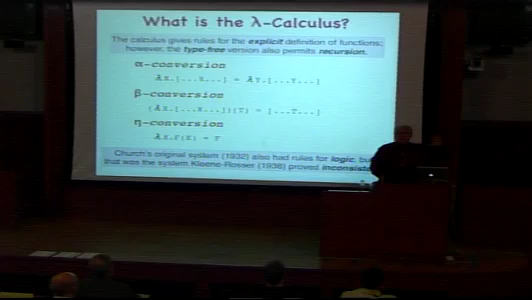 What is the λ-Calculus?
The calculus gives rules for the explicit definition of functions;
however, the type-free version also permits recursion.
α-conversion
λX.[...X...] = λY.[...Y...]
β-conversion
(λX.[...X...])(T) = [...T...]
η-conversion
λX.F(X) = F
Church's original system (1932) also had rules for logic, but
that was the system Kleene-Rosser (1936) proved